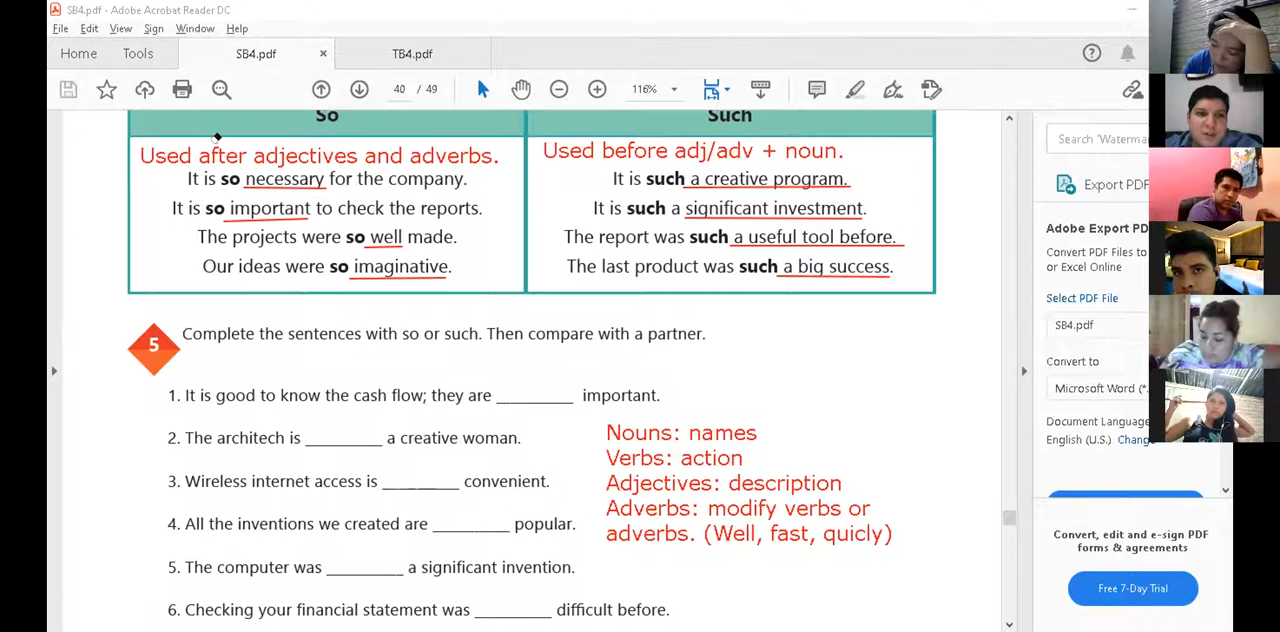 SB4.pdf - Adobe Acrobat Reader DC
File Edit View Sign Window Help
Home Tools SB4.pdf × TB4.pdf
40 / 49 116%
So Such
Used after adjectives and adverbs.
It is so necessary for the company.
It is so important to check the reports.
The projects were so well made.
Our ideas were so imaginative.
Used before adj/adv + noun.
It is such a creative program.
It is such a significant investment.
The report was such a useful tool before.
The last product was such a big success.
5 Complete the sentences with so or such. Then compare with a partner.
1. It is good to know the cash flow; they are _________ important.
2. The architech is _________ a creative woman.
3. Wireless internet access is _________ convenient.
4. All the inventions we created are _________ popular.
5. The computer was _________ a significant invention.
6. Checking your financial statement was _________ difficult before.
Nouns: names
Verbs: action
Adjectives: description
Adverbs: modify verbs or
adverbs. (Well, fast, quicly)
Search "Waterma
Export PDF
Adobe Export PD
Convert PDF Files to
or Excel Online
Select PDF File
SB4.pdf
Convert to
Microsoft Word (*.
Document Language
English (U.S.) Change
Convert, edit and e-sign PDF
forms & agreements
Free 7-Day Trial